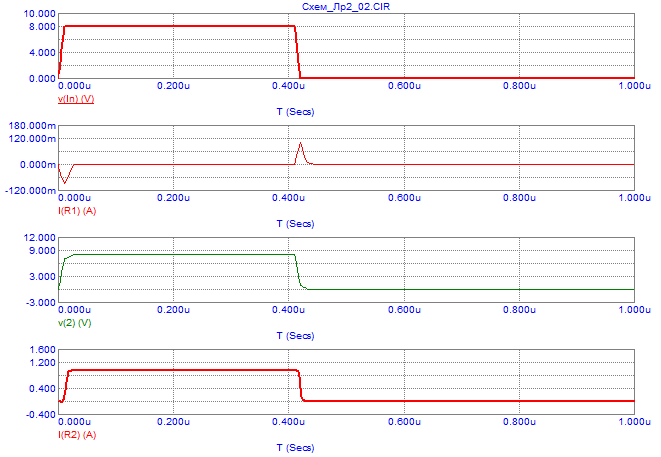 Схем_Лр2_02.CIR
10.000
8.000
4.000
0.000
0.000u 0.200u 0.400u 0.600u 0.800u 1.000u
v(In) (V)
T (Secs)
180.000m
120.000m
0.000m
-120.000m
0.000u 0.200u 0.400u 0.600u 0.800u 1.000u
I(R1) (A)
T (Secs)
12.000
9.000
3.000
-3.000
0.000u 0.200u 0.400u 0.600u 0.800u 1.000u
v(2) (V)
T (Secs)
1.600
1.200
0.400
-0.400
0.000u 0.200u 0.400u 0.600u 0.800u 1.000u
I(R2) (A)
T (Secs)